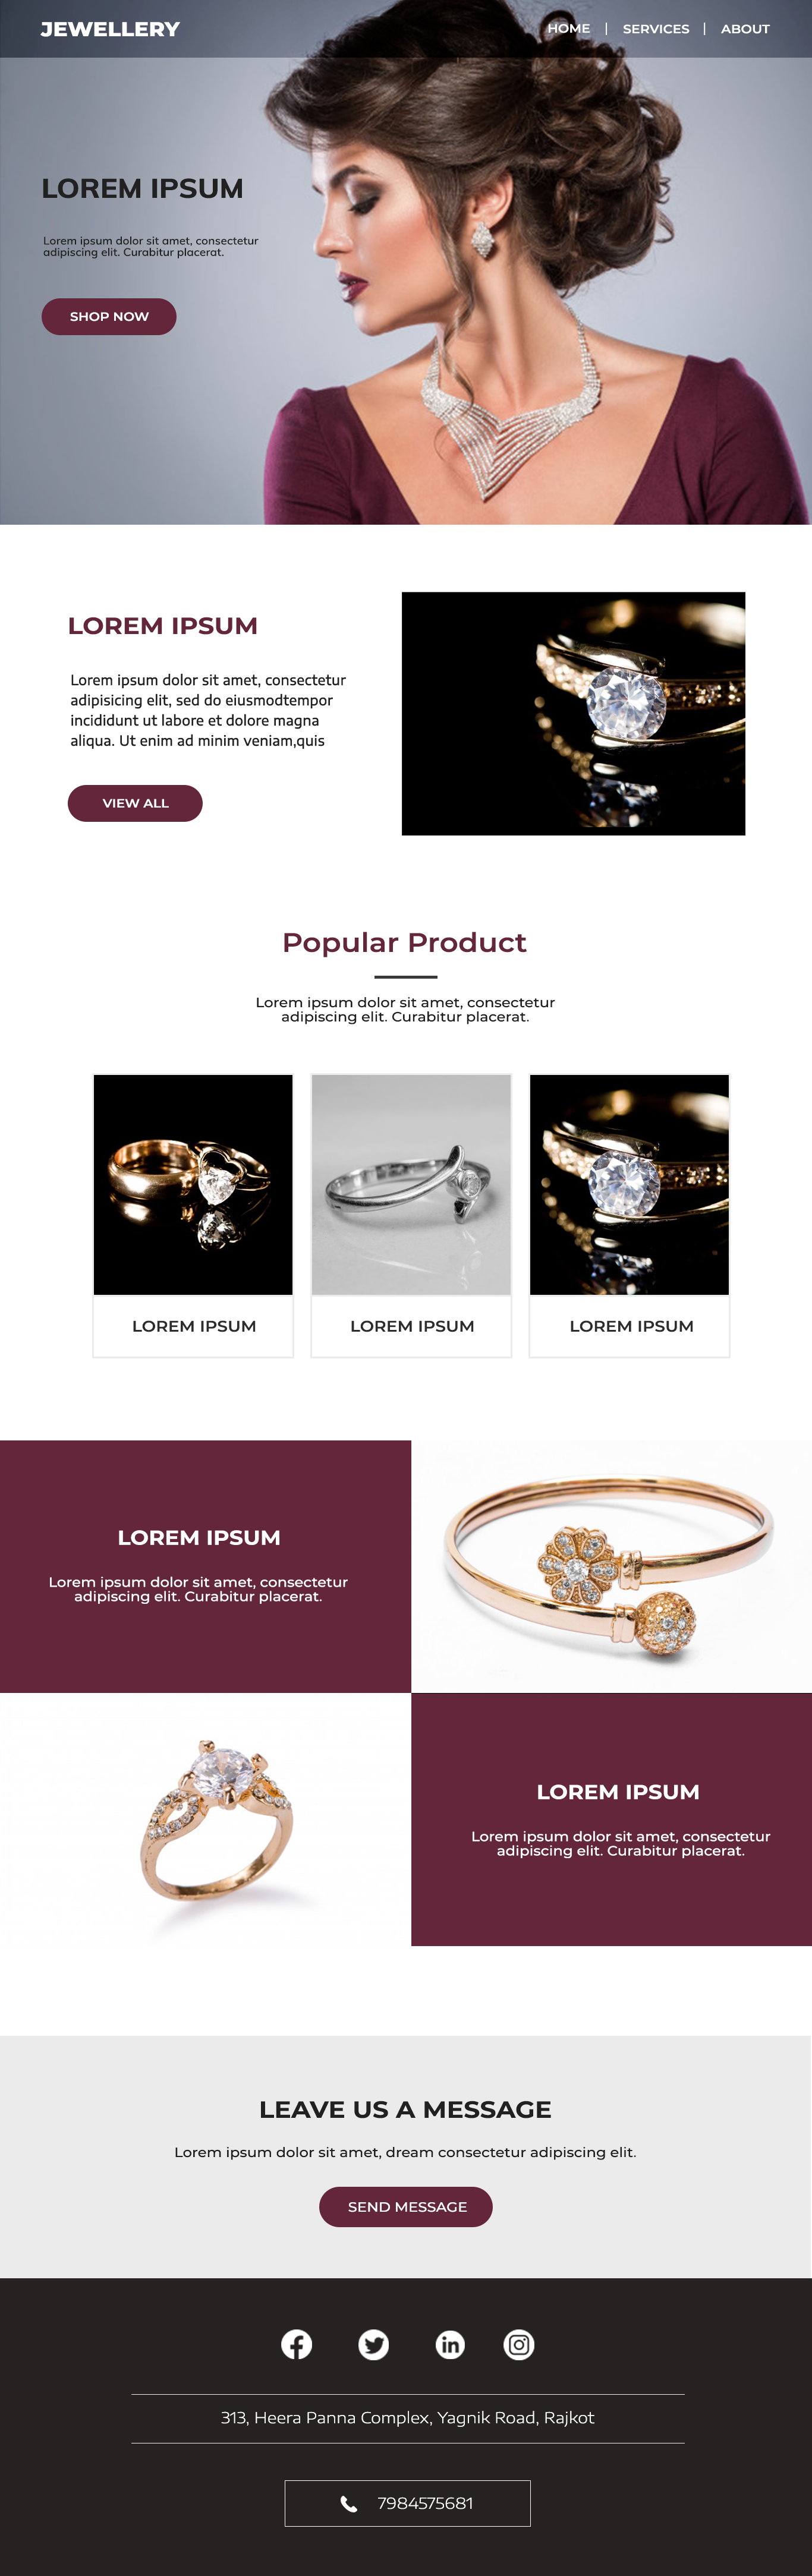 JEWELLERY
HOME | SERVICES | ABOUT
LOREM IPSUM
Lorem ipsum dolor sit amet, consectetur
adipiscing elit. Curabitur placerat.
SHOP NOW
LOREM IPSUM
Lorem ipsum dolor sit amet, consectetur
adipisicing elit, sed do eiusmodtempor
incididunt ut labore et dolore magna
aliqua. Ut enim ad minim veniam,quis
VIEW ALL
Popular Product
Lorem ipsum dolor sit amet, consectetur
adipiscing elit. Curabitur placerat.
LOREM IPSUM
LOREM IPSUM
LOREM IPSUM
LOREM IPSUM
Lorem ipsum dolor sit amet, consectetur
adipiscing elit. Curabitur placerat.
LOREM IPSUM
Lorem ipsum dolor sit amet, consectetur
adipiscing elit. Curabitur placerat.
LEAVE US A MESSAGE
Lorem ipsum dolor sit amet, dream consectetur adipiscing elit.
SEND MESSAGE
313, Heera Panna Complex, Yagnik Road, Rajkot
7984575681